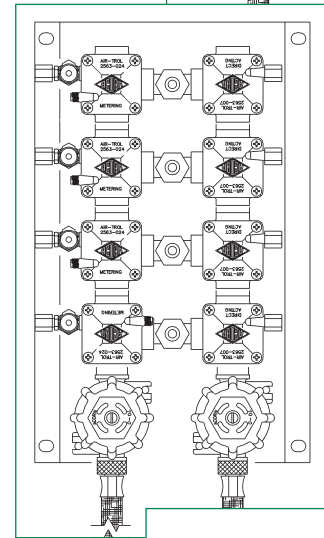 AIR-TROL
2563-024
METERING
DIRECT
ACTING
AIR-TROL
2563-007
AIR-TROL
2563-024
METERING
DIRECT
ACTING
AIR-TROL
2563-007
AIR-TROL
2563-024
METERING
DIRECT
ACTING
AIR-TROL
2563-007
METERING
AIR-TROL
2563-024
DIRECT
ACTING
AIR-TROL
2563-007